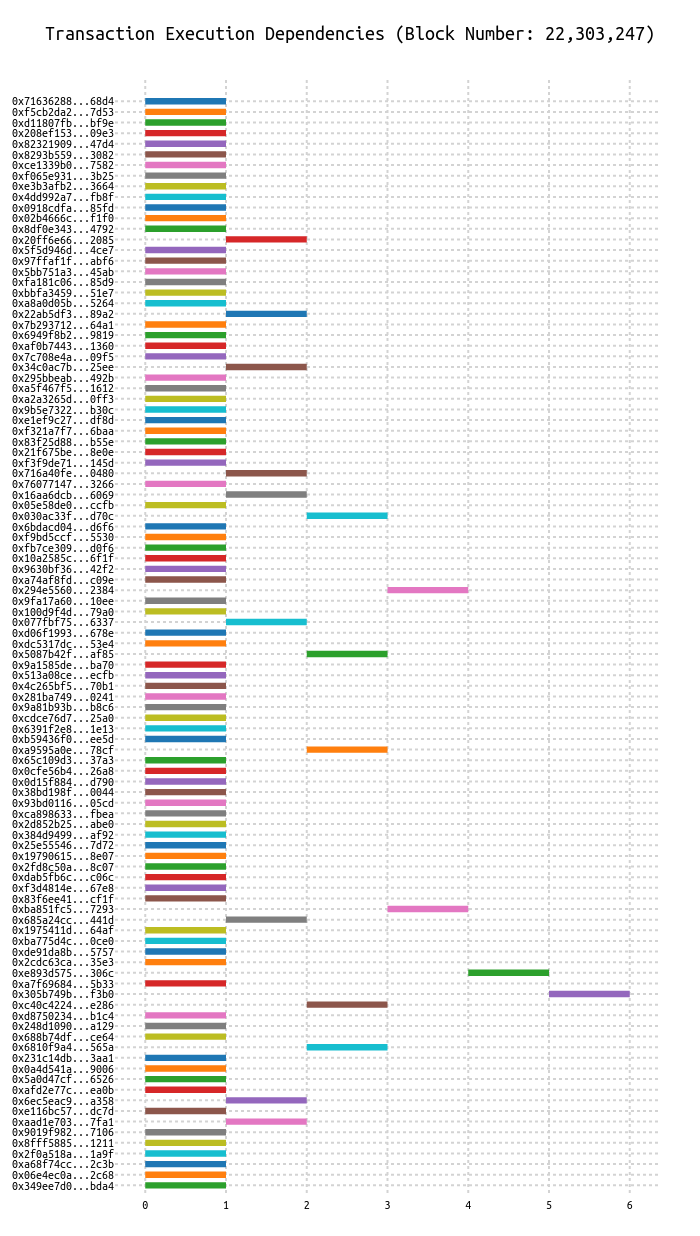 Transaction Execution Dependencies (Block Number: 22,303,247)
0x71636288...68d4
0xf5cb2da2...7d53
0xd11807fb...bf9e
0x208ef153...09e3
0x82321909...47d4
0x8293b559...3082
0xce1339b0...7582
0xf065e931...3b25
0xe3b3afb2...3664
0x4dd992a7...fb8f
0x0918cdfa...85fd
0x02b4666c...f1f0
0x8df0e343...4792
0x20ff6e66...2085
0x5f5d946d...4ce7
0x97ffaf1f...abf6
0x5bb751a3...45ab
0xfa181c06...85d9
0xbbfa3459...51e7
0xa8a0d05b...5264
0x22ab5df3...89a2
0x7b293712...64a1
0x6949f8b2...9819
0xaf0b7443...1360
0x7c708e4a...09f5
0x34c0ac7b...25ee
0x295bbeab...492b
0xa5f467f5...1612
0xa2a3265d...0ff3
0x9b5e7322...b30c
0xe1ef9c27...df8d
0xf321a7f7...6baa
0x83f25d88...b55e
0x21f675be...8e0e
0xf3f9de71...145d
0x716a40fe...0480
0x76077147...3266
0x16aa6dcb...6069
0x05e58de0...ccfb
0x030ac33f...d70c
0x6bdacd04...d6f6
0xf9bd5ccf...5530
0xfb7ce309...d0f6
0x10a2585c...6f1f
0x9630bf36...42f2
0xa74af8fd...c09e
0x294e5560...2384
0x9fa17a60...10ee
0x100d9f4d...79a0
0x077fbf75...6337
0xd06f1993...678e
0xdc5317dc...53e4
0x5087b42f...af85
0x9a1585de...ba70
0x513a08ce...ecfb
0x4c265bf5...70b1
0x281ba749...0241
0x9a81b93b...b8c6
0xcdce76d7...25a0
0x6391f2e8...1e13
0xb59436f0...ee5d
0xa9595a0e...78cf
0x65c109d3...37a3
0x0cfe56b4...26a8
0x0d15f884...d790
0x38bd198f...0044
0x93bd0116...05cd
0xca898633...fbea
0x2d852b25...abe0
0x384d9499...af92
0x25e55546...7d72
0x19790615...8e07
0x2fd8c50a...8c07
0xdab5fb6c...c06c
0xf3d4814e...67e8
0x83f6ee41...cf1f
0xba851fc5...7293
0x685a24cc...441d
0x1975411d...64af
0xba775d4c...0ce0
0xde91da8b...5757
0x2cdc63ca...35e3
0xe893d575...306c
0xa7f69684...5b33
0x305b749b...f3b0
0xc40c4224...e286
0xd8750234...b1c4
0x248d1090...a129
0x688b74df...ce64
0x6810f9a4...565a
0x231c14db...3aa1
0x0a4d541a...9006
0x5a0d47cf...6526
0xafd2e77c...ea0b
0x6ec5eac9...a358
0xe116bc57...dc7d
0xaad1e703...7fa1
0x9019f982...7106
0x8fff5885...1211
0x2f0a518a...1a9f
0xa68f74cc...2c3b
0x06e4ec0a...2c68
0x349ee7d0...bda4
0 1 2 3 4 5 6